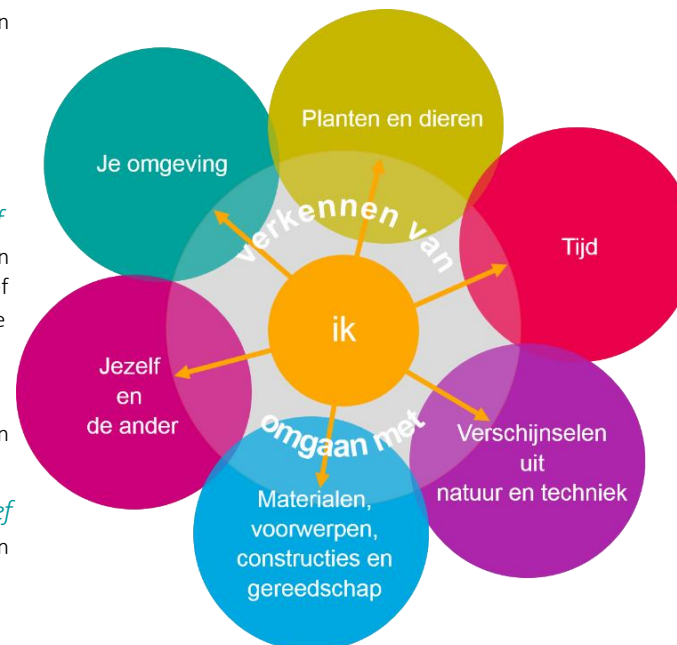 Planten en dieren
Je omgeving
verkennen van
Tijd
ik
Jezelf
en
de ander
omgaan met
Verschijnselen
uit
natuur en techniek
Materialen,
voorwerpen,
constructies en
gereedschap